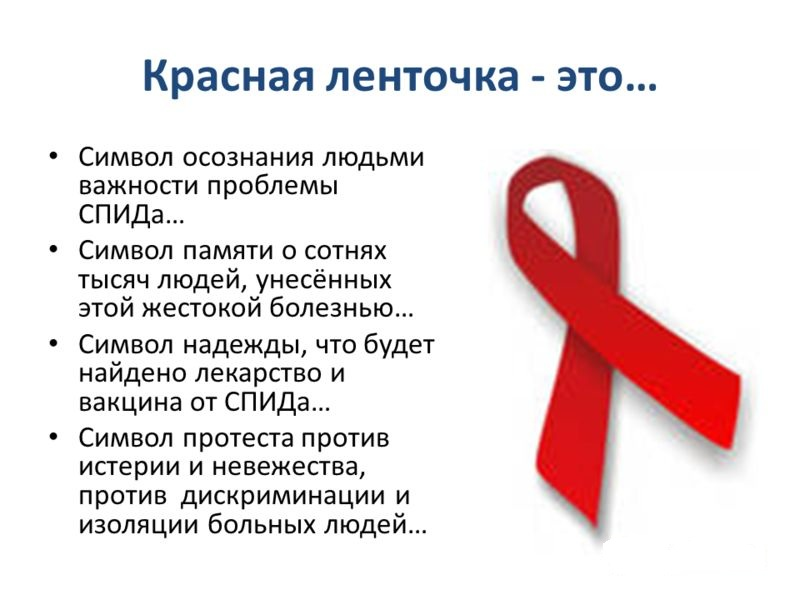 Красная ленточка - это...
• Символ осознания людьми
важности проблемы
СПИДа...
• Символ памяти о сотнях
тысяч людей, унесённых
этой жестокой болезнью...
• Символ надежды, что будет
найдено лекарство и
вакцина от СПИДа...
• Символ протеста против
истерии и невежества,
против  дискриминации и
изоляции больных людей...